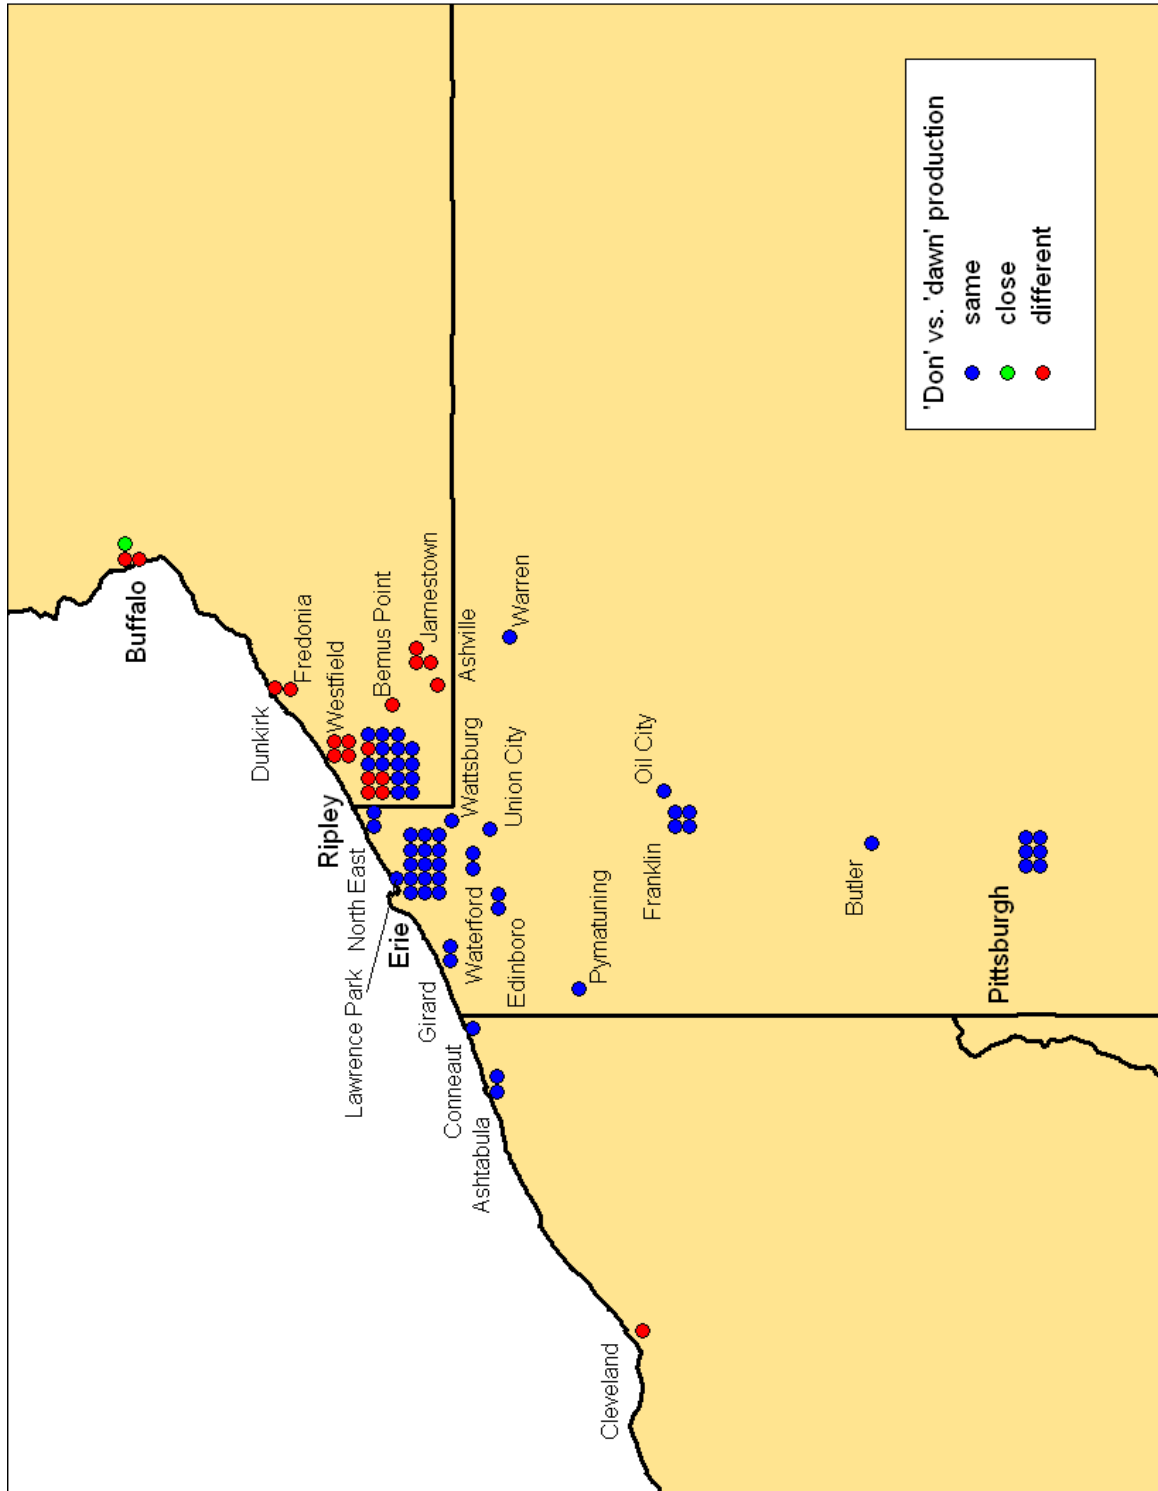 Buffalo
Dunkirk
Fredonia
Westfield
Bemus Point
Jamestown
Ashville
Ripley
North East
Wattsburg
Union City
Warren
Lawrence Park
Erie
Waterford
Edinboro
Girard
Conneaut
Ashtabula
Cleveland
Pymatuning
Franklin
Oil City
Butler
Pittsburgh
'Don' vs. 'dawn' production
same
close
different